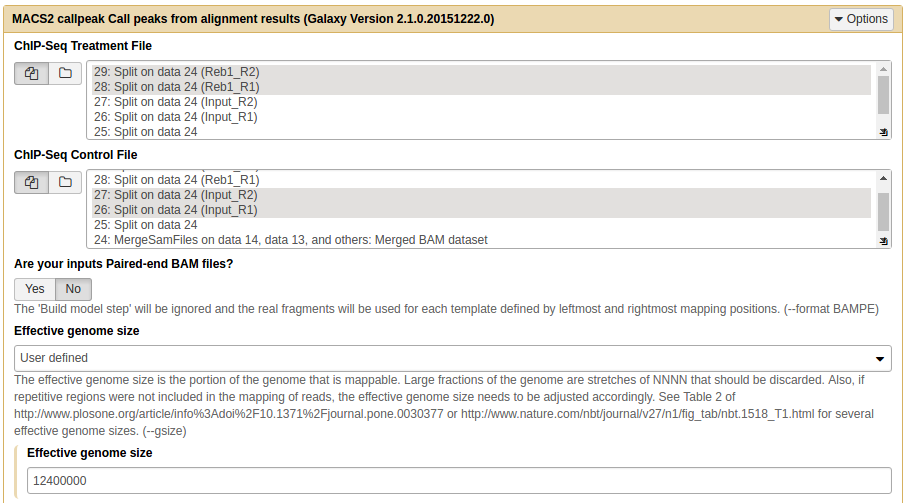 MACS2 callpeak Call peaks from alignment results (Galaxy Version 2.1.0.20151222.0)
Options
ChIP-Seq Treatment File
29: Split on data 24 (Reb1_R2)
28: Split on data 24 (Reb1_R1)
27: Split on data 24 (Input_R2)
26: Split on data 24 (Input_R1)
25: Split on data 24
ChIP-Seq Control File
28: Split on data 24 (Reb1_R1)
27: Split on data 24 (Input_R2)
26: Split on data 24 (Input_R1)
25: Split on data 24
24: MergeSamFiles on data 14, data 13, and others: Merged BAM dataset
Are your inputs Paired-end BAM files?
Yes No
The 'Build model step' will be ignored and the real fragments will be used for each template defined by leftmost and rightmost mapping positions. (--format BAMPE)
Effective genome size
User defined
The effective genome size is the portion of the genome that is mappable. Large fractions of the genome are stretches of NNNN that should be discarded. Also, if
repetitive regions were not included in the mapping of reads, the effective genome size needs to be adjusted accordingly. See Table 2 of
http://www.plosone.org/article/info%3Adoi%2F10.1371%2Fjournal.pone.0030377 or http://www.nature.com/nbt/journal/v27/n1/fig_tab/nbt.1518_T1.html for several
effective genome sizes. (--gsize)
Effective genome size
12400000